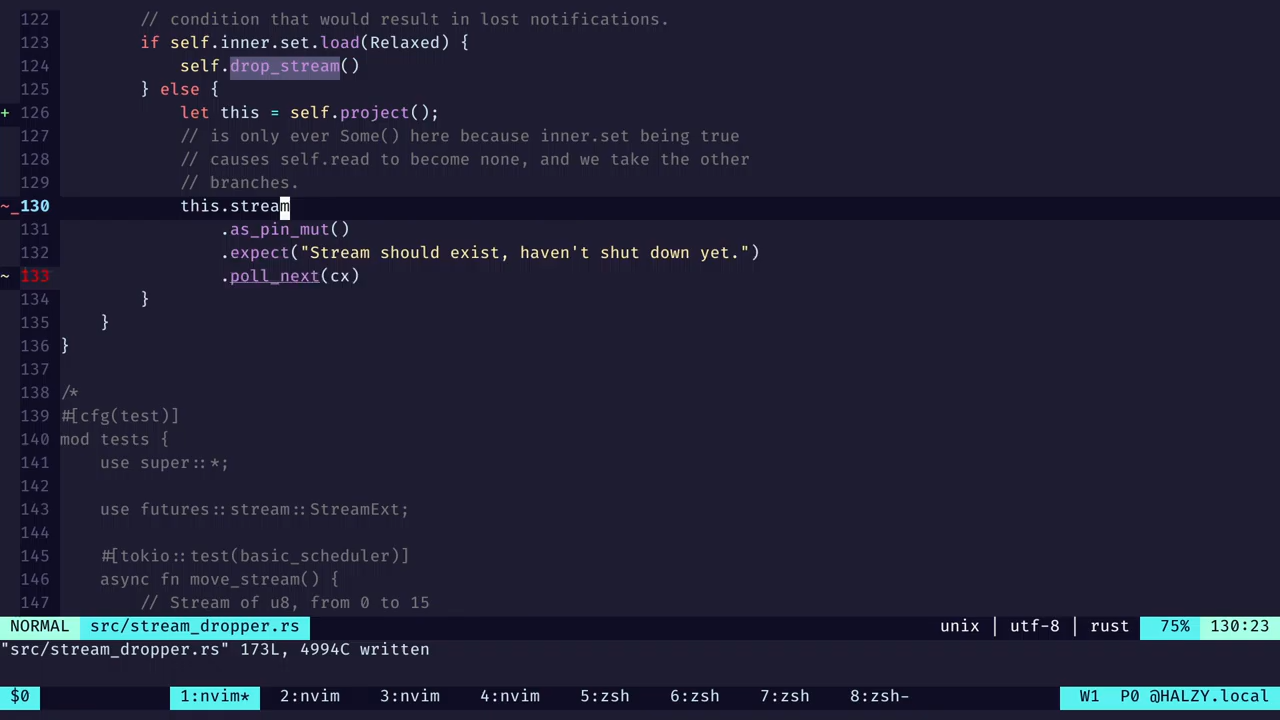 122 // condition that would result in lost notifications.
123 if self.inner.set.load(Relaxed) {
124 self.drop_stream()
125 } else {
+ 126 let this = self.project();
127 // is only ever Some() here because inner.set being true
128 // causes self.read to become none, and we take the other
129 // branches.
~_130 this.stream
131 .as_pin_mut()
132 .expect("Stream should exist, haven't shut down yet.")
~ 133 .poll_next(cx)
134 }
135 }
136 }
137
138 /*
139 #[cfg(test)]
140 mod tests {
141 use super::*;
142
143 use futures::stream::StreamExt;
144
145 #[tokio::test(basic_scheduler)]
146 async fn move_stream() {
147 // Stream of u8, from 0 to 15
NORMAL src/stream_dropper.rs unix | utf-8 | rust 75% 130:23
"src/stream_dropper.rs" 173L, 4994C written
$0 1:nvim* 2:nvim 3:nvim 4:nvim 5:zsh 6:zsh 7:zsh 8:zsh- W1 P0 @HALZY.local